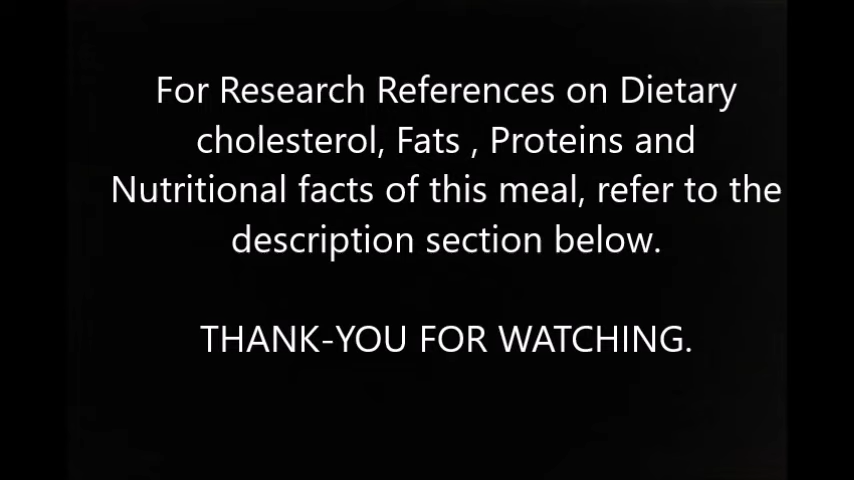 For Research References on Dietary
cholesterol, Fats , Proteins and
Nutritional facts of this meal, refer to the
description section below.
THANK-YOU FOR WATCHING.